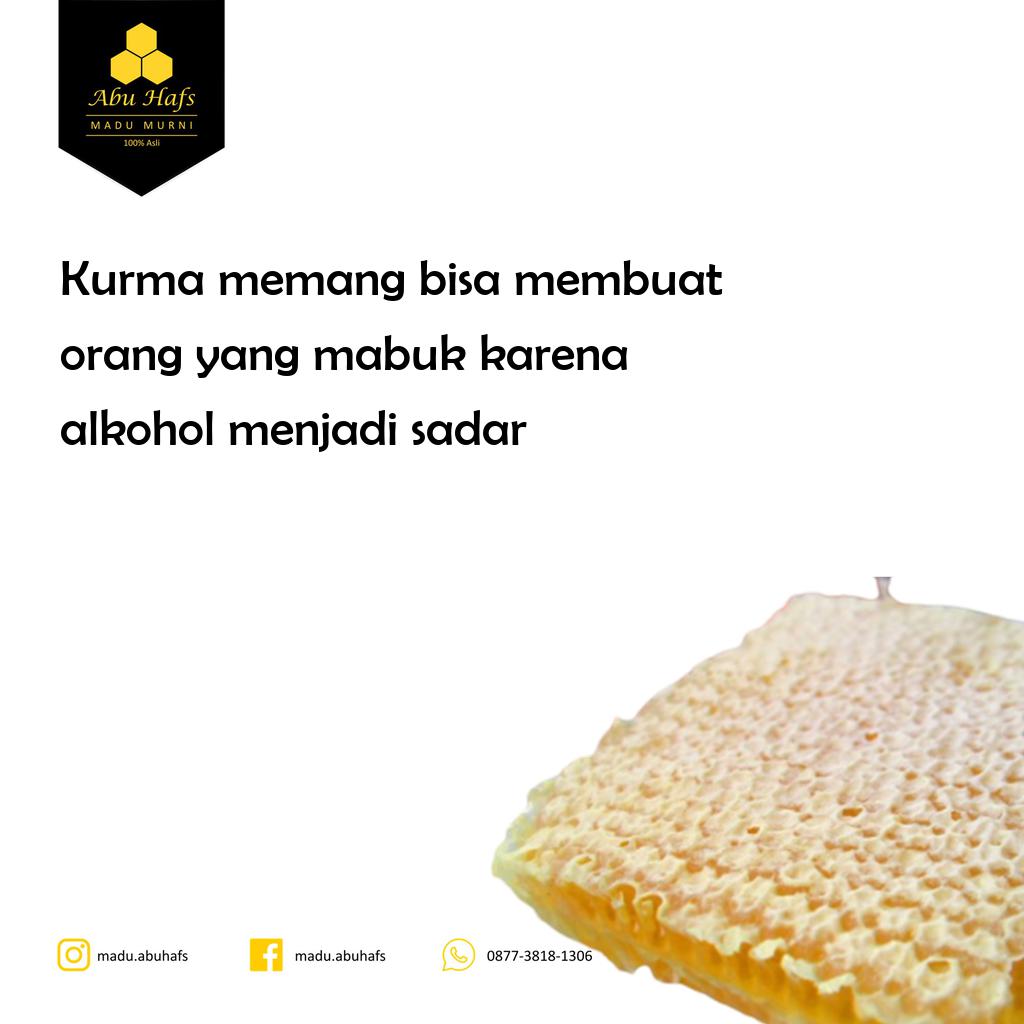 Abu Hafs
MADU MURNI
100% Asli
Kurma memang bisa membuat
orang yang mabuk karena
alkohol menjadi sadar
madu.abuhafs
madu.abuhafs
0877-3818-1306